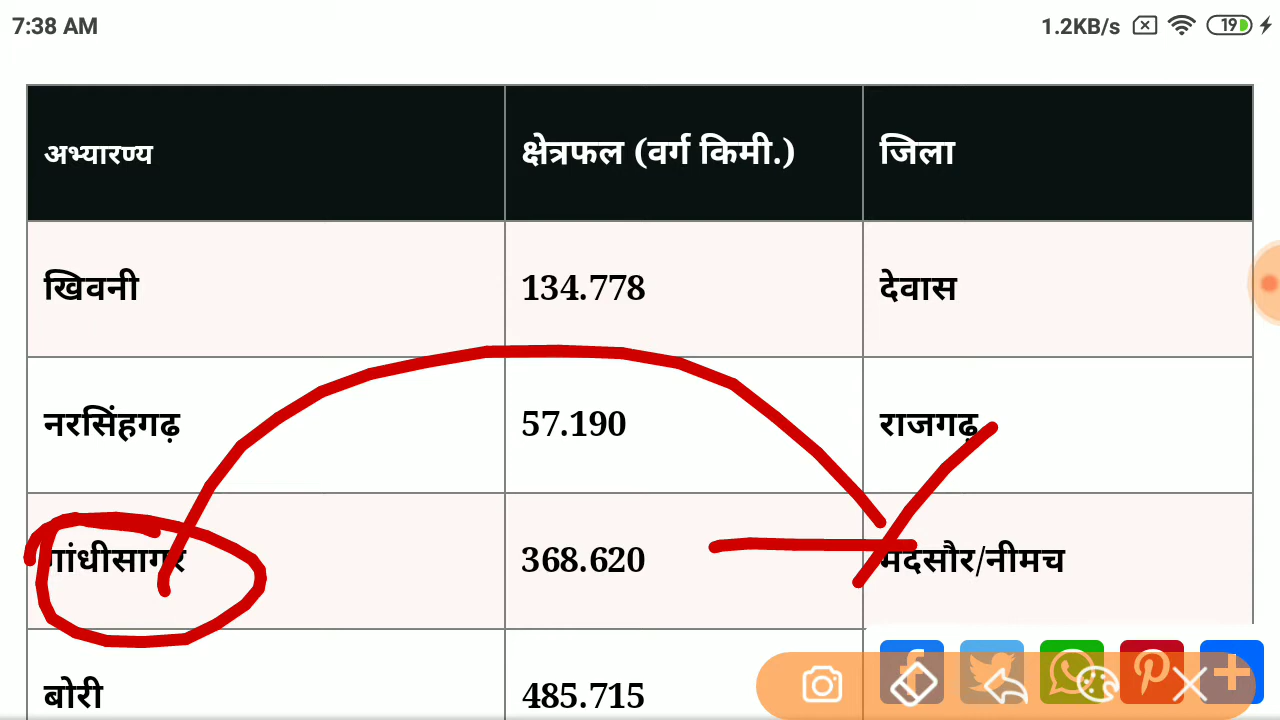 7:38 AM 1.2KB/s 19
अभ्यारण्य क्षेत्रफल (वर्ग किमी.) जिला
खिवनी 134.778 देवास
नरसिंहगढ़ 57.190 राजगढ़
गांधीसागर 368.620 मंदसौर/नीमच
बोरी 485.715